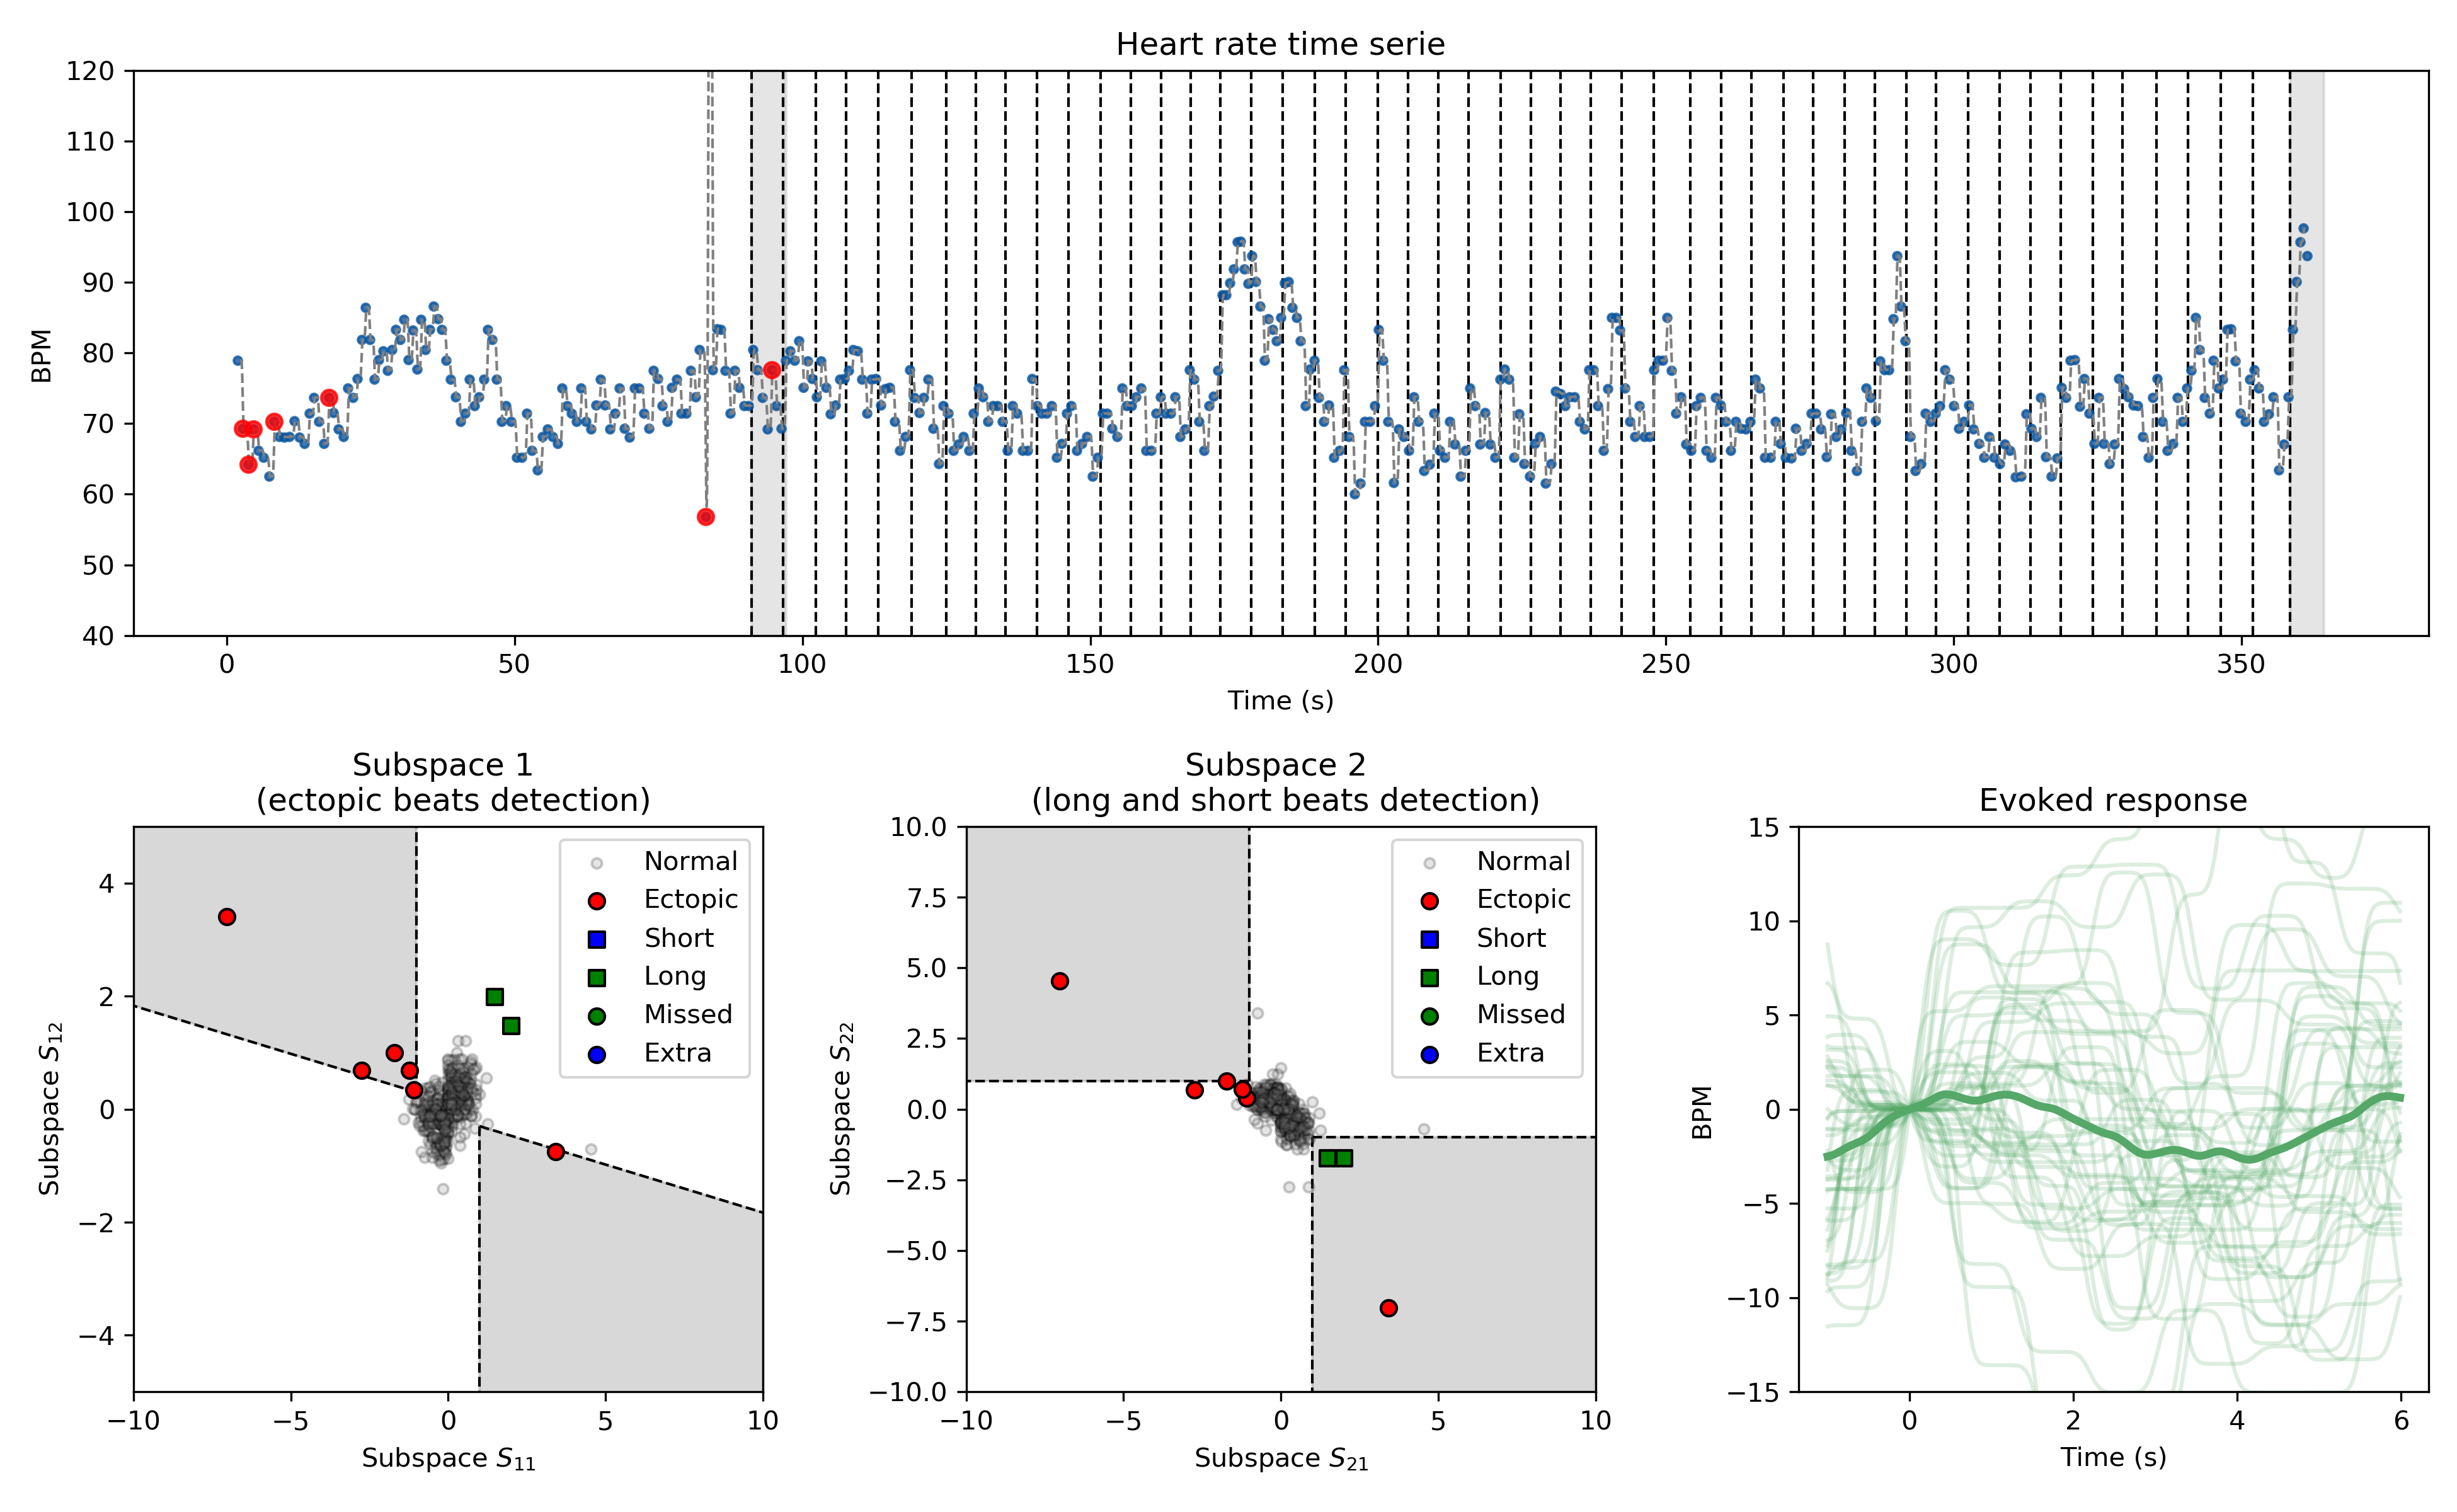 Heart rate time serie
120
110
100
90
80
70
60
50
40
BPM
0 50 100 150 200 250 300 350
Time (s)
Subspace 1
(ectopic beats detection)
4
2
0
−2
−4
Subspace S12
Normal
Ectopic
Short
Long
Missed
Extra
−10 −5 0 5 10
Subspace S11
Subspace 2
(long and short beats detection)
10.0
7.5
5.0
2.5
0.0
−2.5
−5.0
−7.5
−10.0
Subspace S22
Normal
Ectopic
Short
Long
Missed
Extra
−10 −5 0 5 10
Subspace S21
Evoked response
15
10
5
0
−5
−10
−15
BPM
0 2 4 6
Time (s)